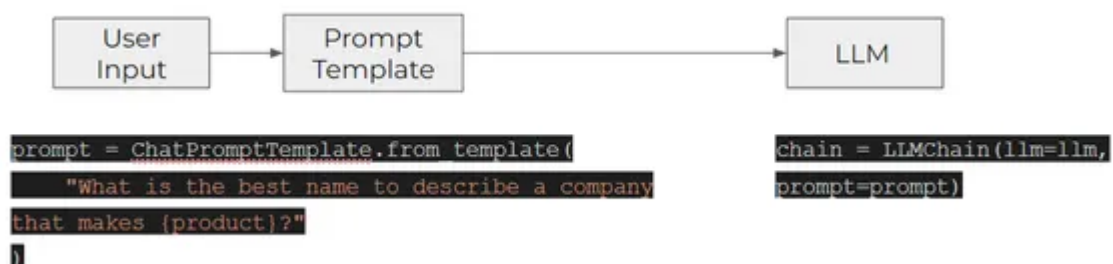 User
Input
Prompt
Template
LLM
prompt = ChatPromptTemplate.from_template(
    "What is the best name to describe a company
that makes {product}?"
)
chain = LLMChain(llm=llm,
prompt=prompt)